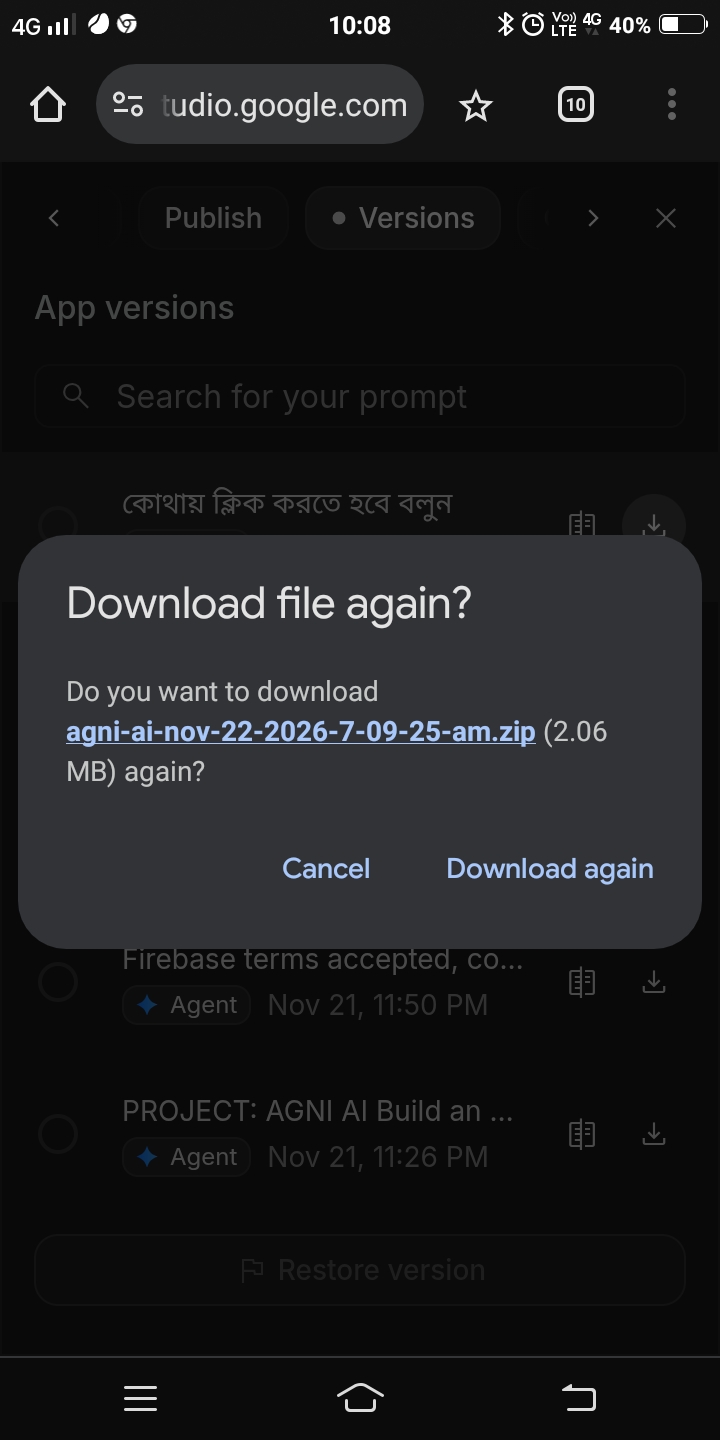 4G
10:08
Vo))
LTE
4G
40%
tudio.google.com
10
Publish
Versions
App versions
Search for your prompt
কোথায় ক্লিক করতে হবে বলুন
Download file again?
Do you want to download
agni-ai-nov-22-2026-7-09-25-am.zip (2.06
MB) again?
Cancel
Download again
Firebase terms accepted, co...
Agent
Nov 21, 11:50 PM
PROJECT: AGNI AI Build an ...
Agent
Nov 21, 11:26 PM
Restore version